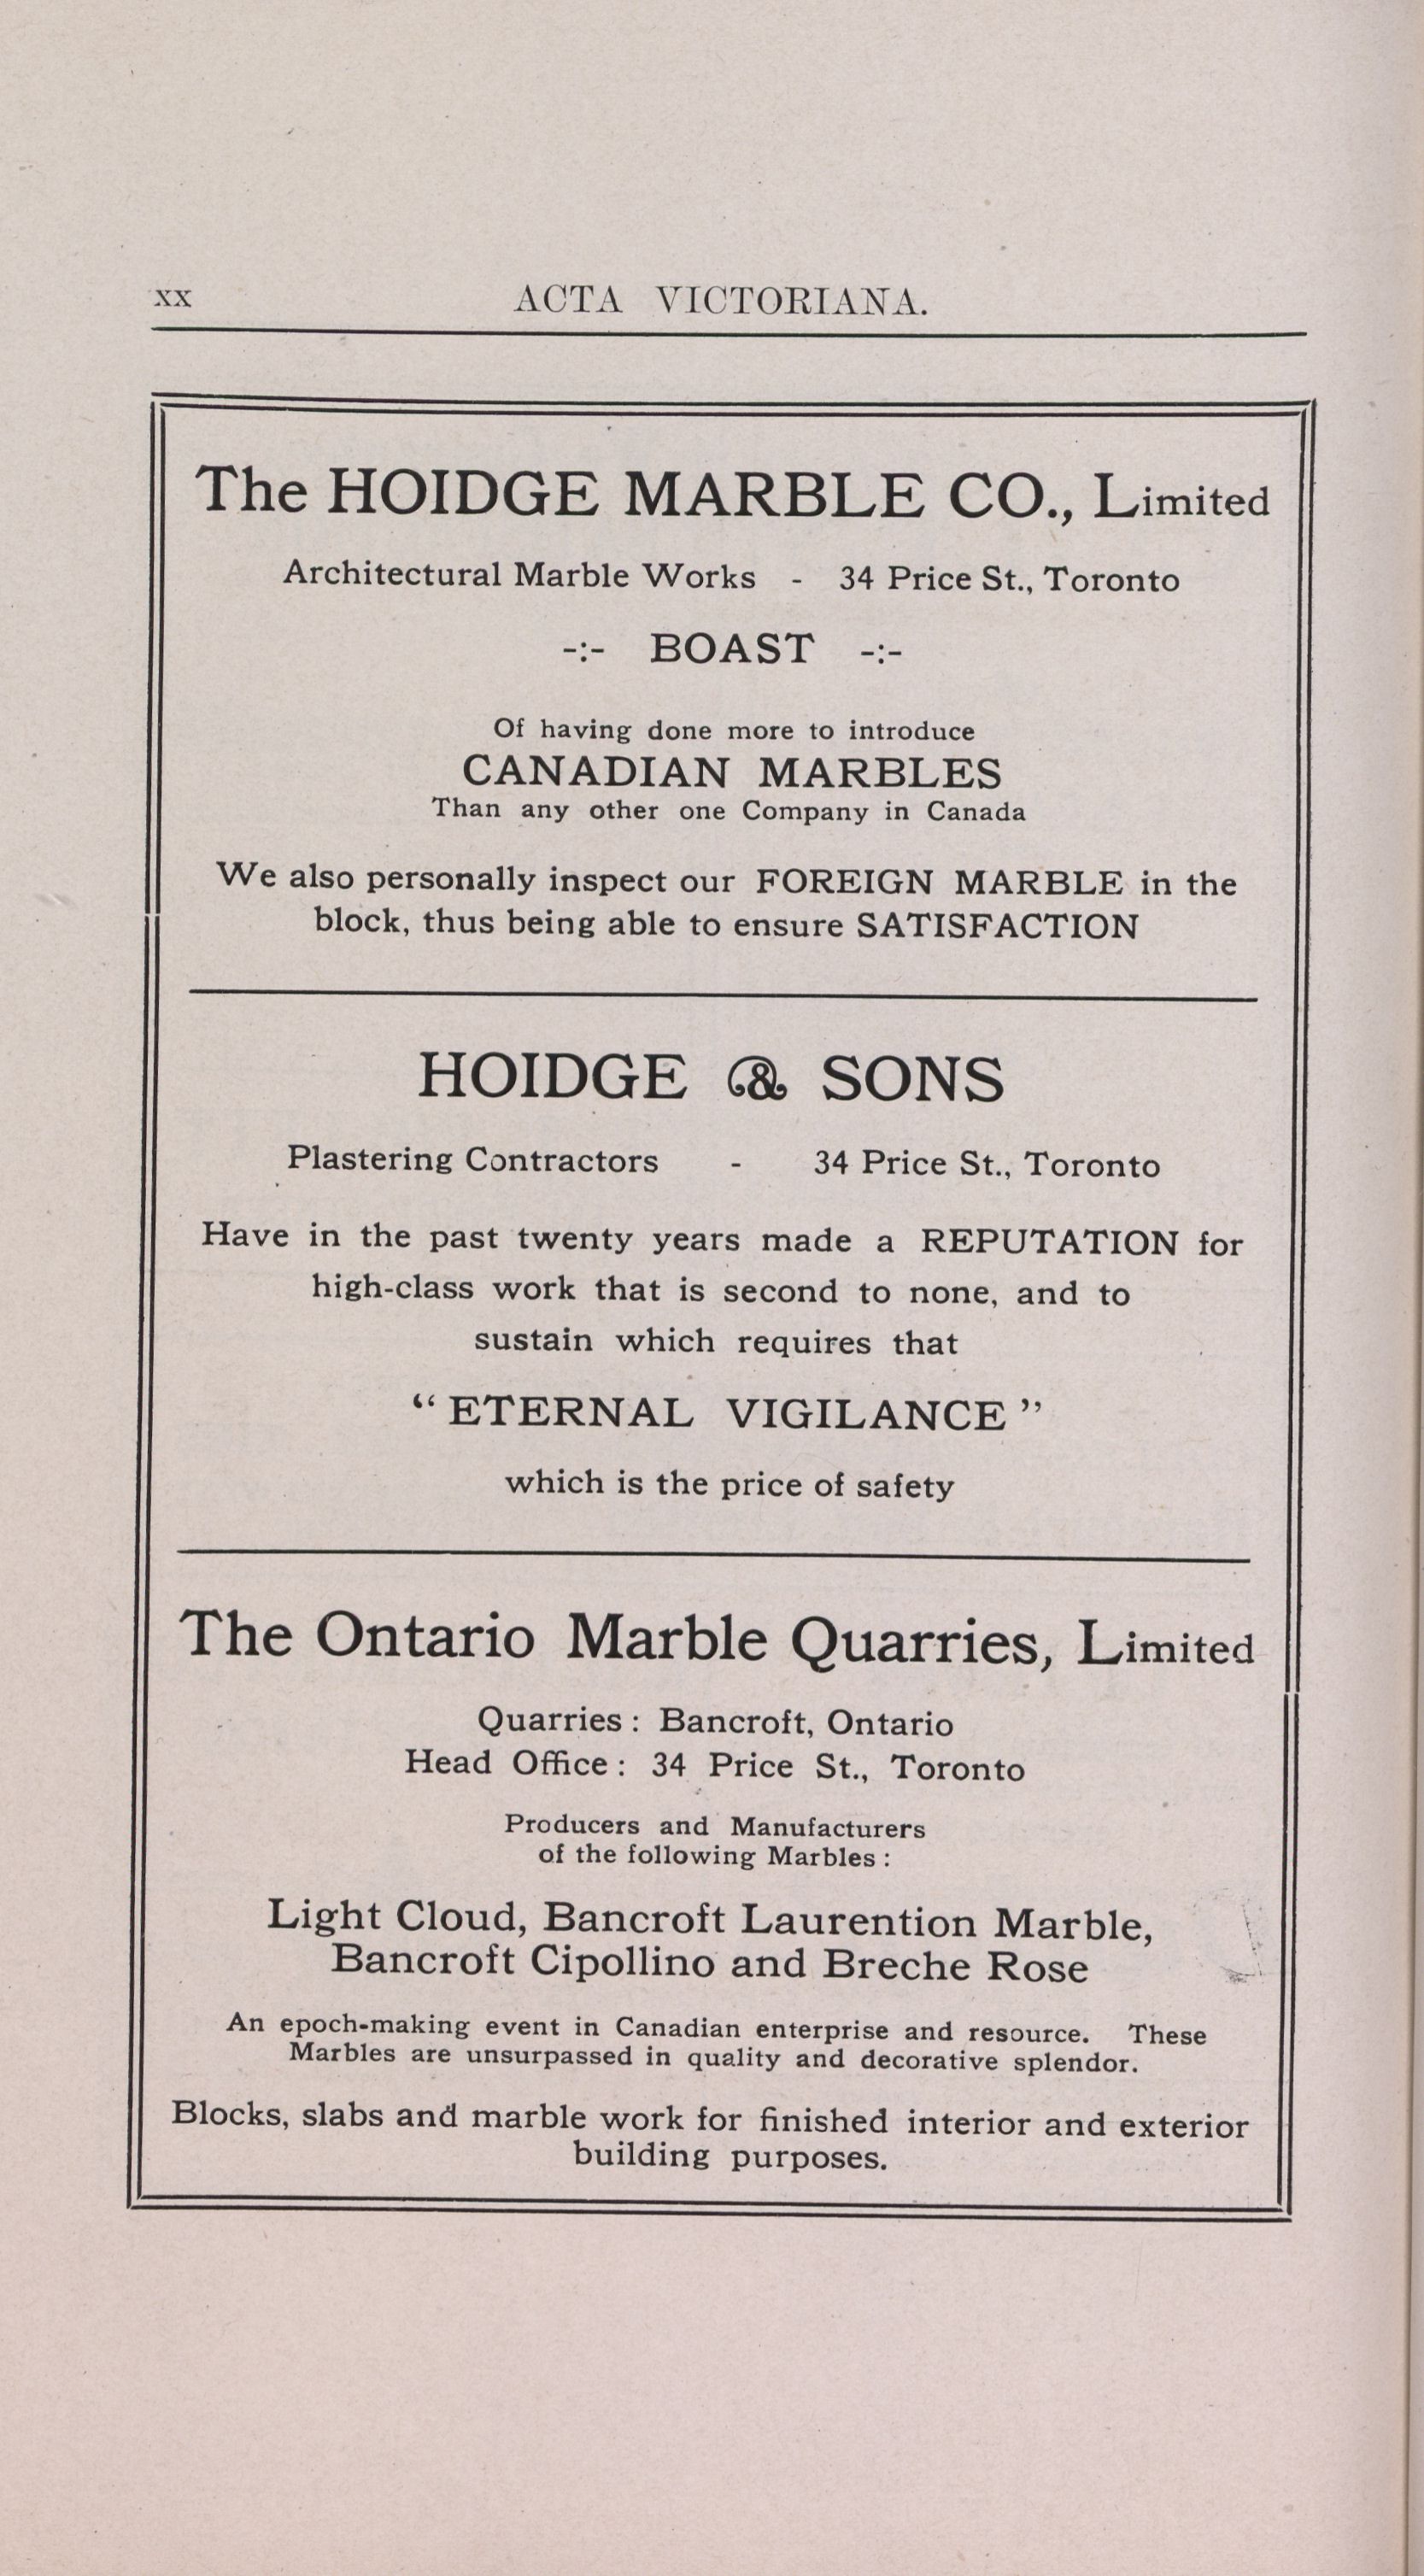 xx ACTA VICTORIANA.
The HOIDGE MARBLE CO., Limited
Architectural Marble Works - 34 Price St., Toronto
-:- BOAST -:-
Of having done more to introduce
CANADIAN MARBLES
Than any other one Company in Canada
We also personally inspect our FOREIGN MARBLE in the
block, thus being able to ensure SATISFACTION
HOIDGE & SONS
Plastering Contractors - 34 Price St., Toronto
Have in the past twenty years made a REPUTATION for
high-class work that is second to none, and to
sustain which requires that
“ETERNAL VIGILANCE”
which is the price of safety
The Ontario Marble Quarries, Limited
Quarries: Bancroft, Ontario
Head Office: 34 Price St., Toronto
Producers and Manufacturers
of the following Marbles:
Light Cloud, Bancroft Laurention Marble,
Bancroft Cipollino and Breche Rose
An epoch-making event in Canadian enterprise and resource. These
Marbles are unsurpassed in quality and decorative splendor.
Blocks, slabs and marble work for finished interior and exterior
building purposes.